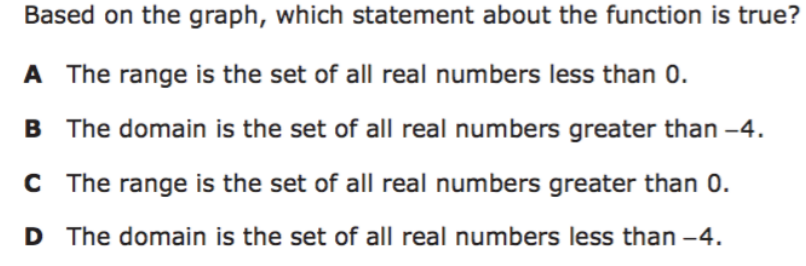 Based on the graph, which statement about the function is true?
A The range is the set of all real numbers less than 0.
B The domain is the set of all real numbers greater than –4.
C The range is the set of all real numbers greater than 0.
D The domain is the set of all real numbers less than –4.